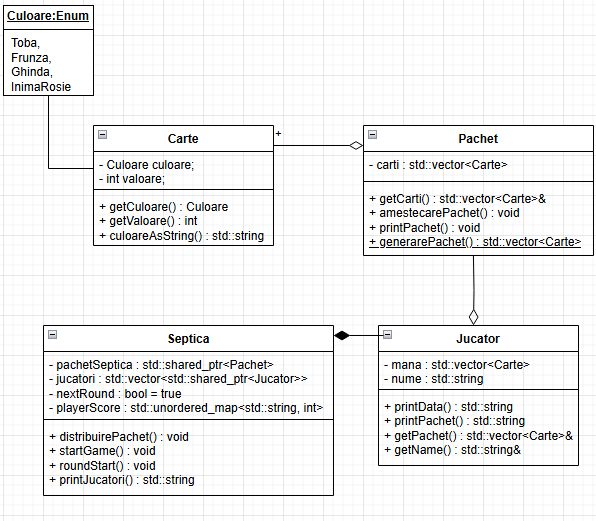 Culoare:Enum
Toba,
Frunza,
Ghinda,
InimaRosie
Carte
- Culoare culoare;
- int valoare;
+ getCuloare() : Culoare
+ getValoare() : int
+ culoareAsString() : std::string
+
Pachet
- carti : std::vector<Carte>
+ getCarti() : std::vector<Carte>&
+ amestecarePachet() : void
+ printPachet() : void
+ generarePachet() : std::vector<Carte>
Septica
- pachetSeptica : std::shared_ptr<Pachet>
- jucatori : std::vector<std::shared_ptr<Jucator>>
- nextRound : bool = true
- playerScore : std::unordered_map<std::string, int>
+ distribuirePachet() : void
+ startGame() : void
+ roundStart() : void
+ printJucatori() : std::string
Jucator
- mana : std::vector<Carte>
- nume : std::string
+ printData() : std::string
+ printPachet() : std::string
+ getPachet() : std::vector<Carte>&
+ getName() : std::string&